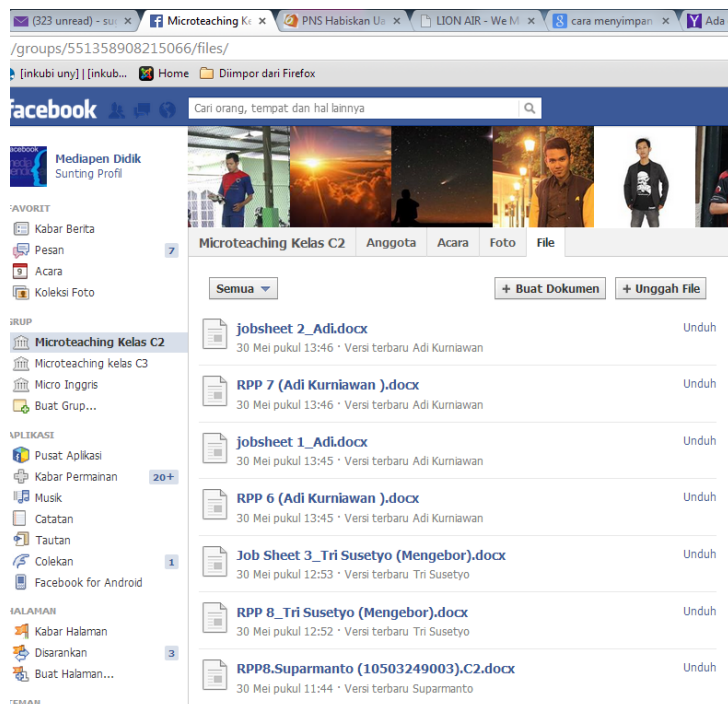 (323 unread) - su
Microteaching Ke
PNS Habiskan Ua
LION AIR - We M
cara menyimpan
Ada
/groups/551358908215066/files/
[inkubi uny] | [inkub...
Home
Diimpor dari Firefox
facebook
Cari orang, tempat dan hal lainnya
Mediapen Didik
Sunting Profil
FAVORIT
Kabar Berita
Pesan 7
Acara
Koleksi Foto
GRUP
Microteaching Kelas C2
Microteaching kelas C3
Micro Inggris
Buat Grup...
APLIKASI
Pusat Aplikasi
Kabar Permainan 20+
Musik
Catatan
Tautan
Colekan 1
Facebook for Android
HALAMAN
Kabar Halaman
Disarankan 3
Buat Halaman...
TEMAN
Microteaching Kelas C2 Anggota Acara Foto File
Semua + Buat Dokumen + Unggah File
jobsheet 2_Adi.docx Unduh
30 Mei pukul 13:46 · Versi terbaru Adi Kurniawan
RPP 7 (Adi Kurniawan ).docx Unduh
30 Mei pukul 13:46 · Versi terbaru Adi Kurniawan
jobsheet 1_Adi.docx Unduh
30 Mei pukul 13:45 · Versi terbaru Adi Kurniawan
RPP 6 (Adi Kurniawan ).docx Unduh
30 Mei pukul 13:45 · Versi terbaru Adi Kurniawan
Job Sheet 3_Tri Susetyo (Mengebor).docx Unduh
30 Mei pukul 12:53 · Versi terbaru Tri Susetyo
RPP 8_Tri Susetyo (Mengebor).docx Unduh
30 Mei pukul 12:52 · Versi terbaru Tri Susetyo
RPP8.Suparmanto (10503249003).C2.docx Unduh
30 Mei pukul 11:44 · Versi terbaru Suparmanto